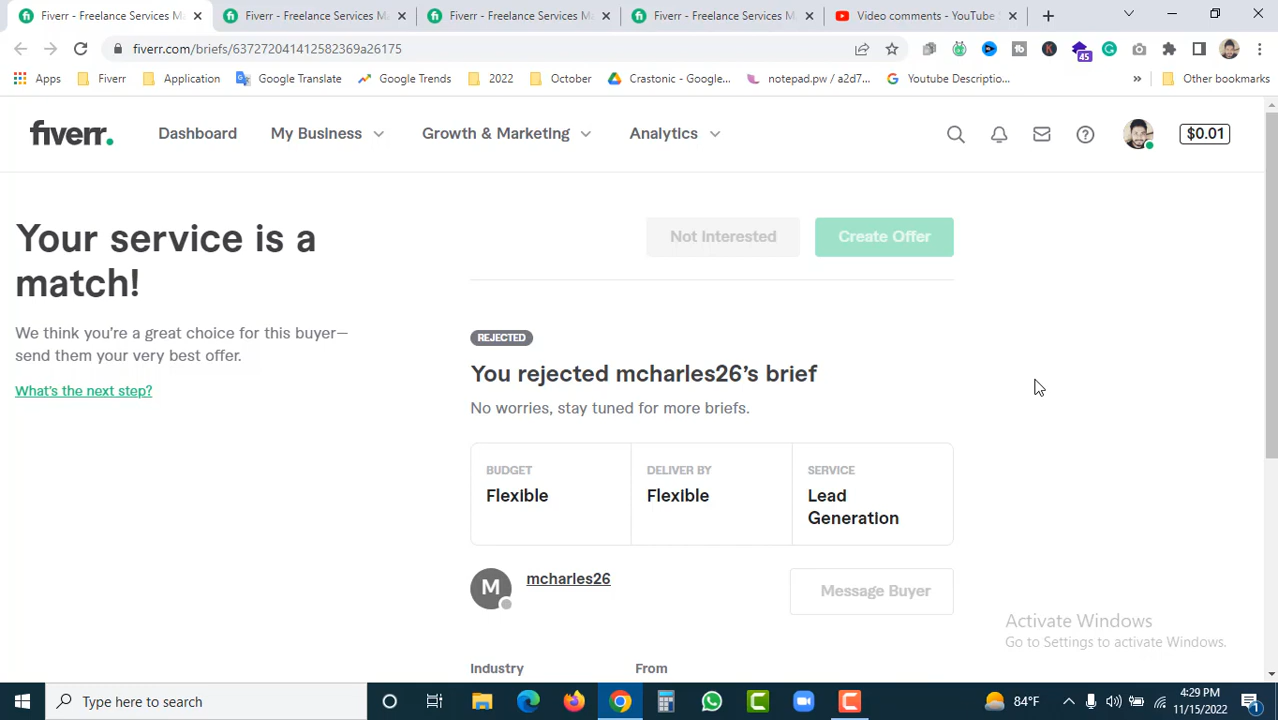 Fiverr - Freelance Services Ma
Fiverr - Freelance Services Ma
Fiverr - Freelance Services Ma
Fiverr - Freelance Services Ma
Video comments - YouTube S
fiverr.com/briefs/637272041412582369a26175
45
Apps
Fiverr
Application
Google Translate
Google Trends
2022
October
Crastonic - Google...
notepad.pw / a2d7...
Youtube Descriptio...
»
Other bookmarks
fiverr.
Dashboard
My Business
Growth & Marketing
Analytics
$0.01
Your service is a
match!
We think you're a great choice for this buyer—
send them your very best offer.
What's the next step?
Not Interested
Create Offer
REJECTED
You rejected mcharles26's brief
No worries, stay tuned for more briefs.
BUDGET
Flexible
DELIVER BY
Flexible
SERVICE
Lead
Generation
M
mcharles26
Message Buyer
Industry
From
Activate Windows
Go to Settings to activate Windows.
Type here to search
84°F
4:29 PM
11/15/2022
1